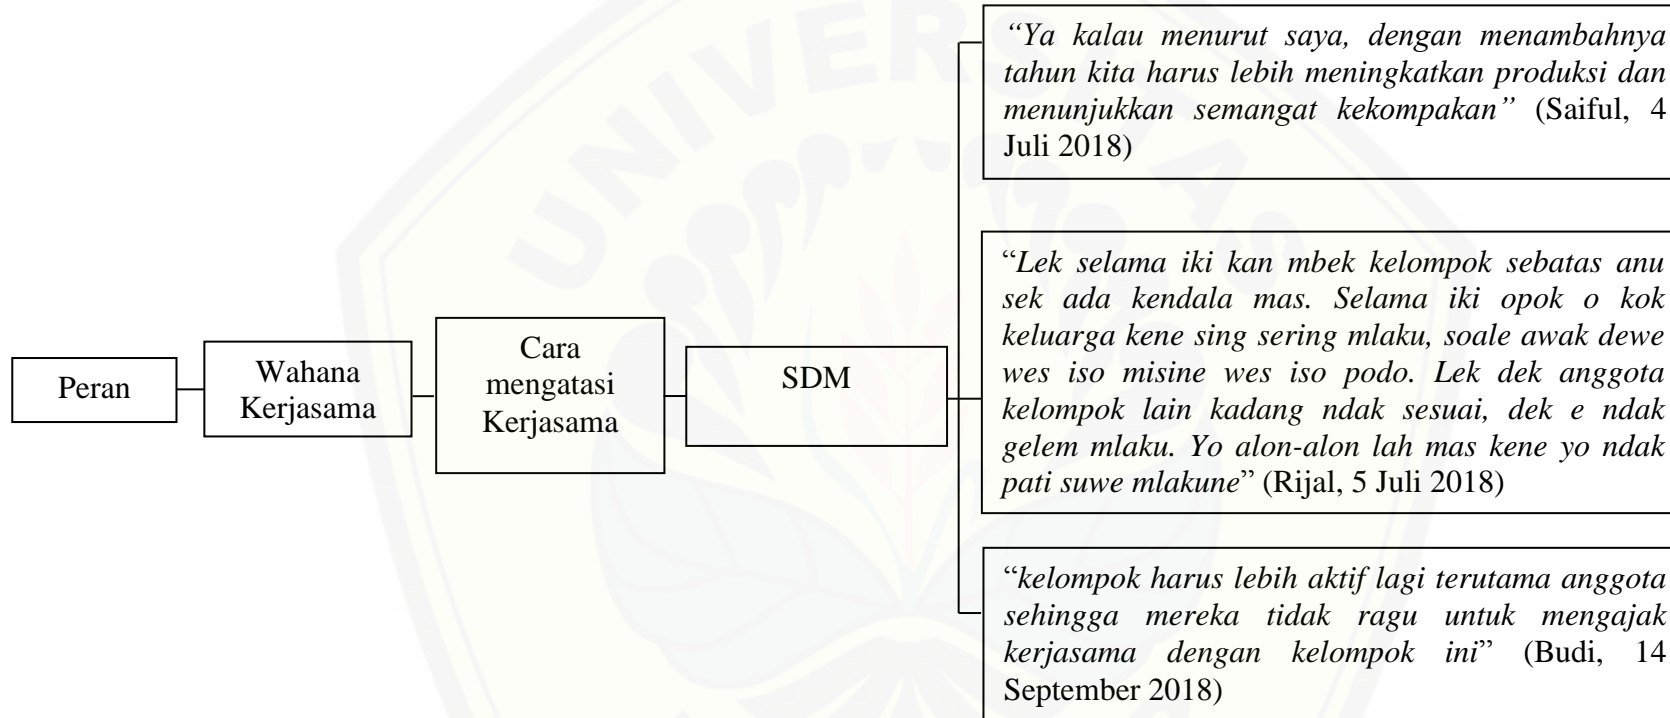 Peran
Wahana
Kerjasama
Cara
mengatasi
Kerjasama
SDM
“Ya kalau menurut saya, dengan menambahnya
tahun kita harus lebih meningkatkan produksi dan
menunjukkan semangat kekompakan” (Saiful, 4
Juli 2018)
“Lek selama iki kan mbek kelompok sebatas anu
sek ada kendala mas. Selama iki opok o kok
keluarga kene sing sering mlaku, soale awak dewe
wes iso misine wes iso podo. Lek dek anggota
kelompok lain kadang ndak sesuai, dek e ndak
gelem mlaku. Yo alon-alon lah mas kene yo ndak
pati suwe mlakune” (Rijal, 5 Juli 2018)
“kelompok harus lebih aktif lagi terutama anggota
sehingga mereka tidak ragu untuk mengajak
kerjasama dengan kelompok ini” (Budi, 14
September 2018)
UNIVERSITAS